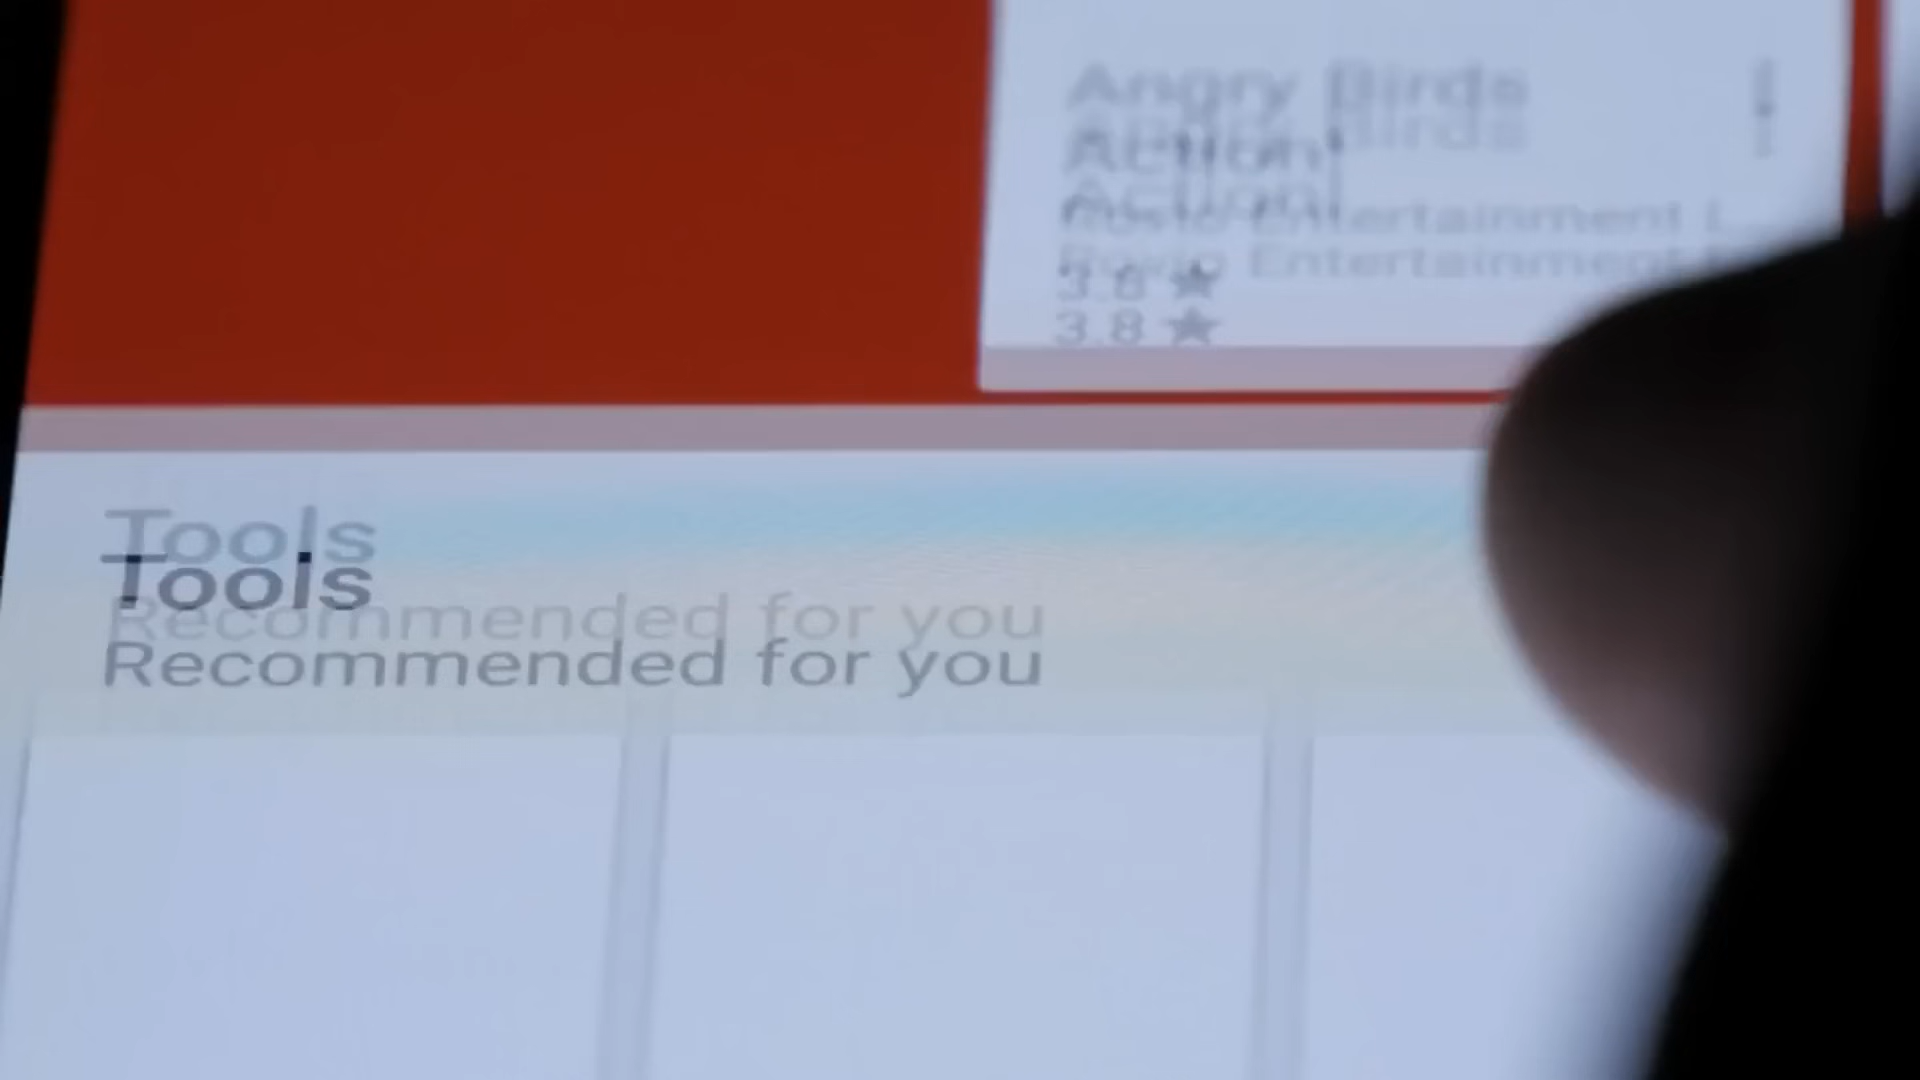 Angry Birds
Action!
Rovio Entertainment L...
3.8 ★
Tools
Recommended for you